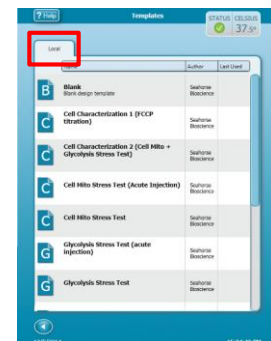 ? Help
Templates
STATUS
CELSIUS
37.5°
Local
Name
Author
Last Used
B
Blank
Blank design template
Seahorse
Bioscience
C
Cell Characterization 1 (FCCP
titration)
Seahorse
Bioscience
C
Cell Characterization 2 (Cell Mito +
Glycolysis Stress Test)
Seahorse
Bioscience
C
Cell Mito Stress Test (Acute Injection)
Seahorse
Bioscience
C
Cell Mito Stress Test
Seahorse
Bioscience
G
Glycolysis Stress Test (acute
injection)
Seahorse
Bioscience
G
Glycolysis Stress Test
Seahorse
Bioscience